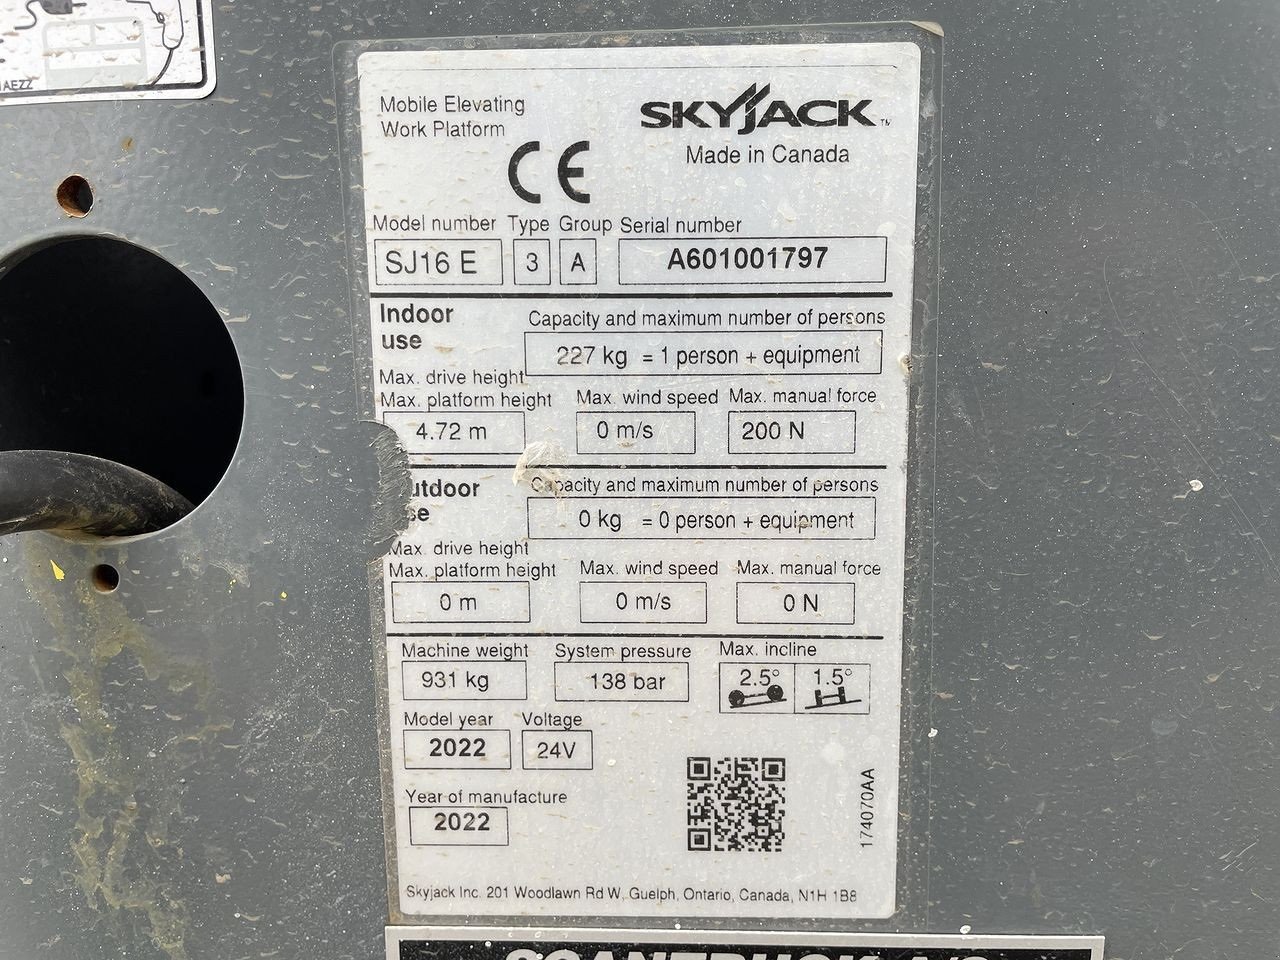 1AEZZ
Mobile Elevating
Work Platform
SKYJACK™
Made in Canada
CE
Model number Type Group Serial number
SJ16 E 3 A A601001797
Indoor
use
Capacity and maximum number of persons
227 kg = 1 person + equipment
Max. drive height
Max. platform height Max. wind speed Max. manual force
4.72 m 0 m/s 200 N
utdoor
se
Capacity and maximum number of persons
0 kg = 0 person + equipment
Max. drive height
Max. platform height Max. wind speed Max. manual force
0 m 0 m/s 0 N
Machine weight System pressure Max. incline
931 kg 138 bar 2.5° 1.5°
Model year Voltage
2022 24V
Year of manufacture
2022
174070AA
Skyjack Inc. 201 Woodlawn Rd W, Guelph, Ontario, Canada, N1H 1B8